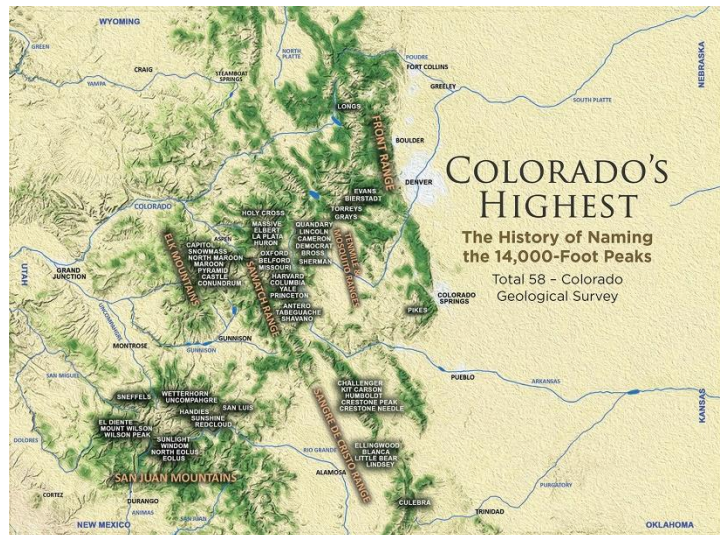 WYOMING
GREEN
CRAIG
YAMPA
STEAMBOAT
SPRINGS
NORTH
PLATTE
POUDRE
FORT COLLINS
GREELEY
SOUTH PLATTE
NEBRASKA
LONGS
FRONT RANGE
BOULDER
DENVER
EVANS
BIERSTADT
TORREYS
GRAYS
COLORADO'S
HIGHEST
The History of Naming
the 14,000-Foot Peaks
Total 58 – Colorado
Geological Survey
COLORADO
HOLY CROSS
MASSIVE
ELBERT
LA PLATA
HURON
OXFORD
BELFORD
MISSOURI
HARVARD
COLUMBIA
YALE
PRINCETON
ANTERO
TABEGUACHE
SHAVANO
SAWATCH RANGE
QUANDARY
LINCOLN
CAMERON
DEMOCRAT
BROSS
SHERMAN
TENMILE &
MOSQUITO RANGE
ASPEN
CAPITOL
SNOWMASS
NORTH MAROON
MAROON
PYRAMID
CASTLE
CONUNDRUM
ELK MOUNTAINS
UTAH
GRAND
JUNCTION
UNCOMPAHGRE
MONTROSE
GUNNISON
GUNNISON
PIKES
COLORADO
SPRINGS
PUEBLO
ARKANSAS
KANSAS
SAN MIGUEL
SNEFFELS
WETTERHORN
UNCOMPAHGRE
SAN LUIS
HANDIES
SUNSHINE
REDCLOUD
EL DIENTE
MOUNT WILSON
WILSON PEAK
SUNLIGHT
WINDOM
NORTH EOLUS
EOLUS
SAN JUAN MOUNTAINS
DOLORES
CORTEZ
DURANGO
ANIMAS
SAN JUAN
NEW MEXICO
CHALLENGER
KIT CARSON
HUMBOLDT
CRESTONE PEAK
CRESTONE NEEDLE
SANGRE DE CRISTO RANGE
RIO GRANDE
ALAMOSA
ELLINGWOOD
BLANCA
LITTLE BEAR
LINDSEY
CULEBRA
PURGATORY
TRINIDAD
OKLAHOMA